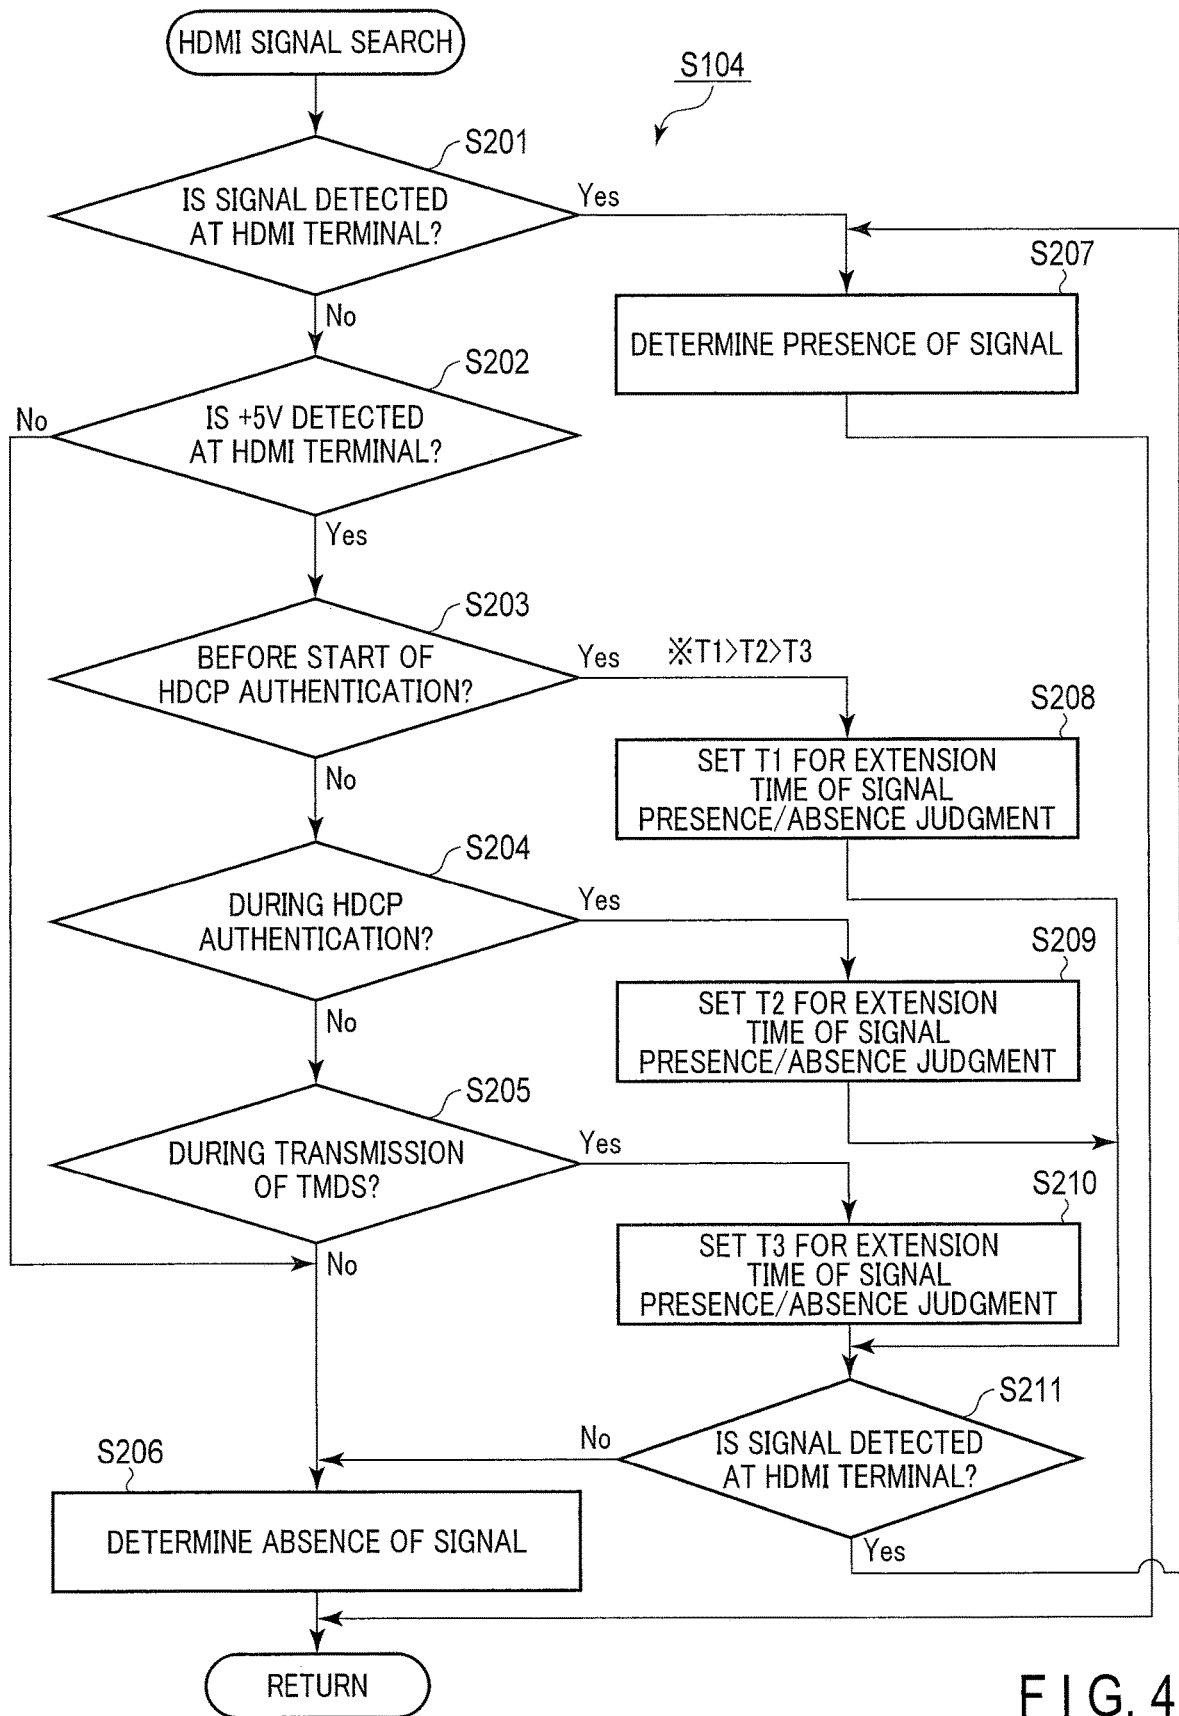 HDMI SIGNAL SEARCH
S104
S201
IS SIGNAL DETECTED
AT HDMI TERMINAL?
Yes
No
S207
DETERMINE PRESENCE OF SIGNAL
S202
IS +5V DETECTED
AT HDMI TERMINAL?
No
Yes
S203
BEFORE START OF
HDCP AUTHENTICATION?
Yes
※T1>T2>T3
No
S208
SET T1 FOR EXTENSION
TIME OF SIGNAL
PRESENCE/ABSENCE JUDGMENT
S204
DURING HDCP
AUTHENTICATION?
Yes
No
S209
SET T2 FOR EXTENSION
TIME OF SIGNAL
PRESENCE/ABSENCE JUDGMENT
S205
DURING TRANSMISSION
OF TMDS?
Yes
No
S210
SET T3 FOR EXTENSION
TIME OF SIGNAL
PRESENCE/ABSENCE JUDGMENT
S211
IS SIGNAL DETECTED
AT HDMI TERMINAL?
No
Yes
S206
DETERMINE ABSENCE OF SIGNAL
RETURN
FIG. 4